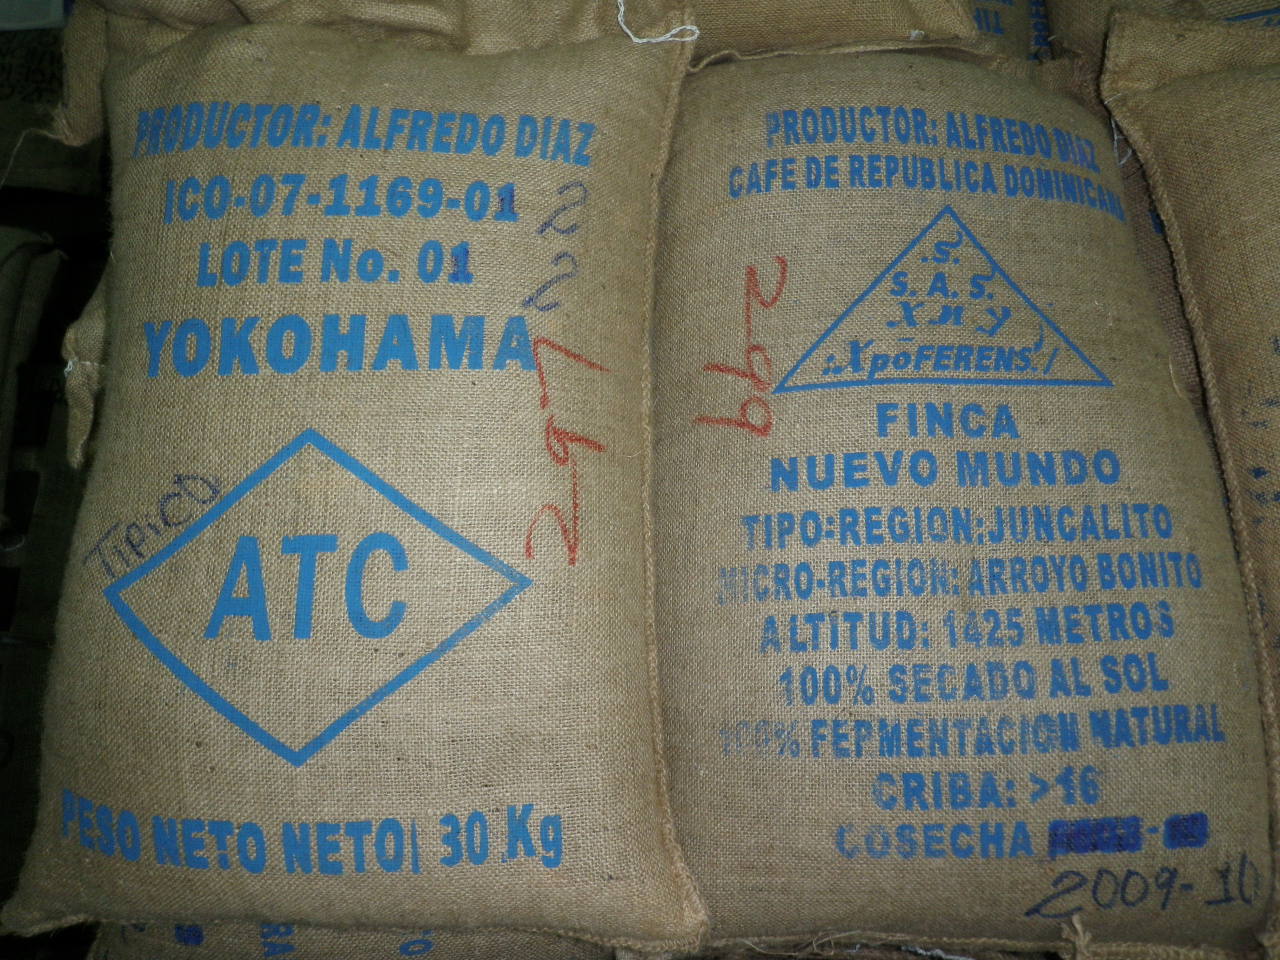 PRODUCTOR: ALFREDO DIAZ
ICO-07-1169-01 2
LOTE No. 01 2
YOKOHAMA
297
TIPICO
ATC
PESO NETO NETO| 30 Kg
PRODUCTOR: ALFREDO DIAZ
CAFE DE REPUBLICA DOMINICANA
.S.
S. A. S.
X M y
:XpoFERENS./
FINCA
NUEVO MUNDO
TIPO:REGION:JUNCALITO
MICRO-REGION: ARROYO BONITO
ALTITUD: 1425 METROS
100% SECADO AL SOL
100% FERMENTACION NATURAL
CRIBA: >16
COSECHA
2009-10